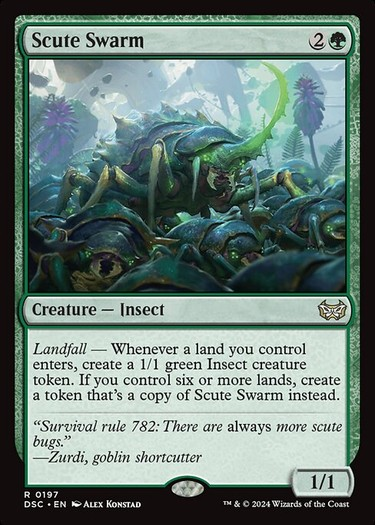 Scute Swarm 2
Creature — Insect
Landfall — Whenever a land you control
enters, create a 1/1 green Insect creature
token. If you control six or more lands, create
a token that's a copy of Scute Swarm instead.
"Survival rule 782: There are always more scute
bugs."
—Zurdi, goblin shortcutter
1/1
R 0197
DSC • EN ALEX KONSTAD
™ & © 2024 Wizards of the Coast